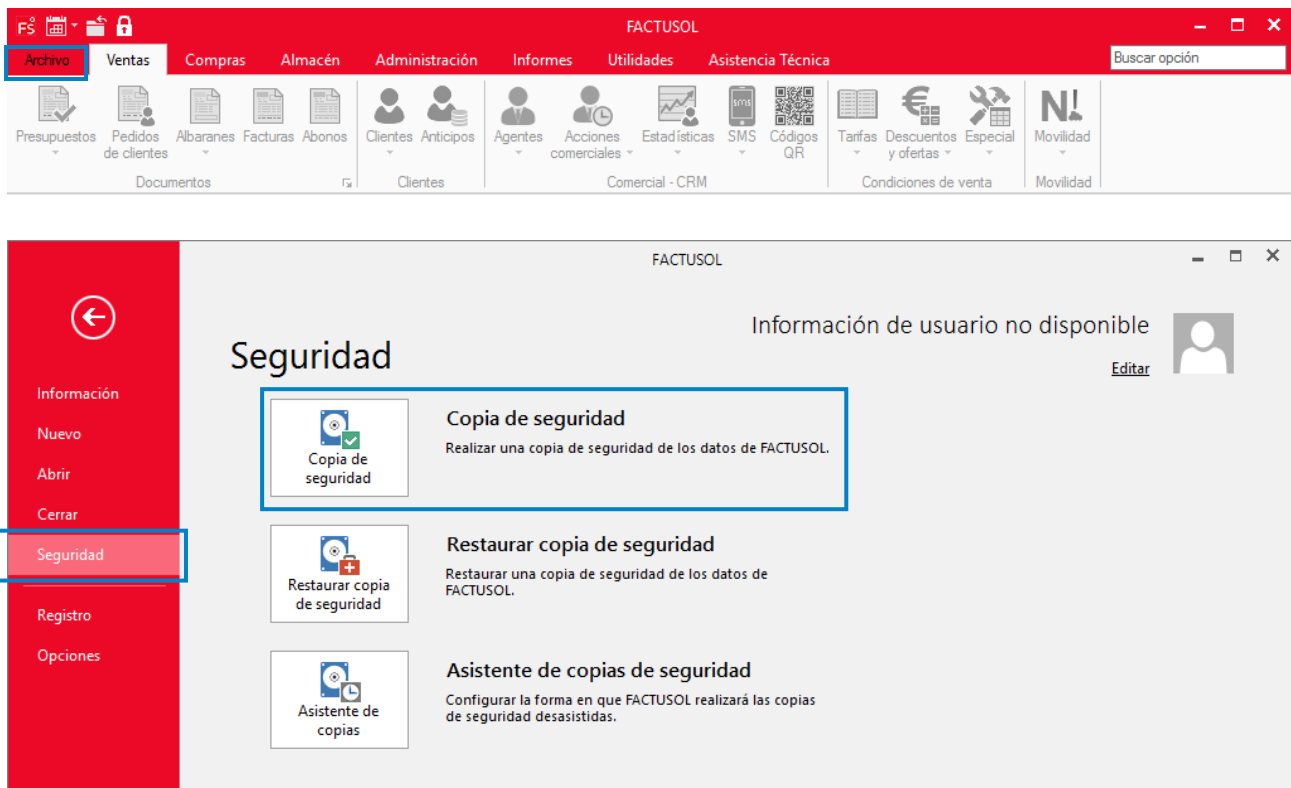 FS
FACTUSOL
Archivo Ventas Compras Almacén Administración Informes Utilidades Asistencia Técnica Buscar opción
sms
N!
Presupuestos Pedidos de clientes Albaranes Facturas Abonos Clientes Anticipos Agentes Acciones comerciales Estadísticas SMS Códigos QR Tarifas Descuentos y ofertas Especial Movilidad
Documentos Clientes Comercial - CRM Condiciones de venta Movilidad
FACTUSOL
Información de usuario no disponible
Editar
Seguridad
Información
Nuevo
Abrir
Cerrar
Seguridad
Registro
Opciones
Copia de
seguridad
Copia de seguridad
Realizar una copia de seguridad de los datos de FACTUSOL.
Restaurar copia
de seguridad
Restaurar copia de seguridad
Restaurar una copia de seguridad de los datos de
FACTUSOL.
Asistente de
copias
Asistente de copias de seguridad
Configurar la forma en que FACTUSOL realizará las copias
de seguridad desasistidas.